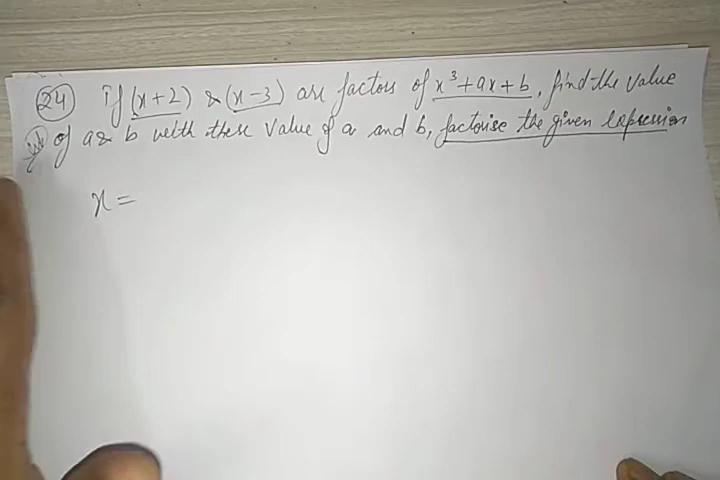 24 If (x+2) & (x-3) are factors of x³+ax+b, find the value
of a & b with these value of a and b, factorise the given expression
x =